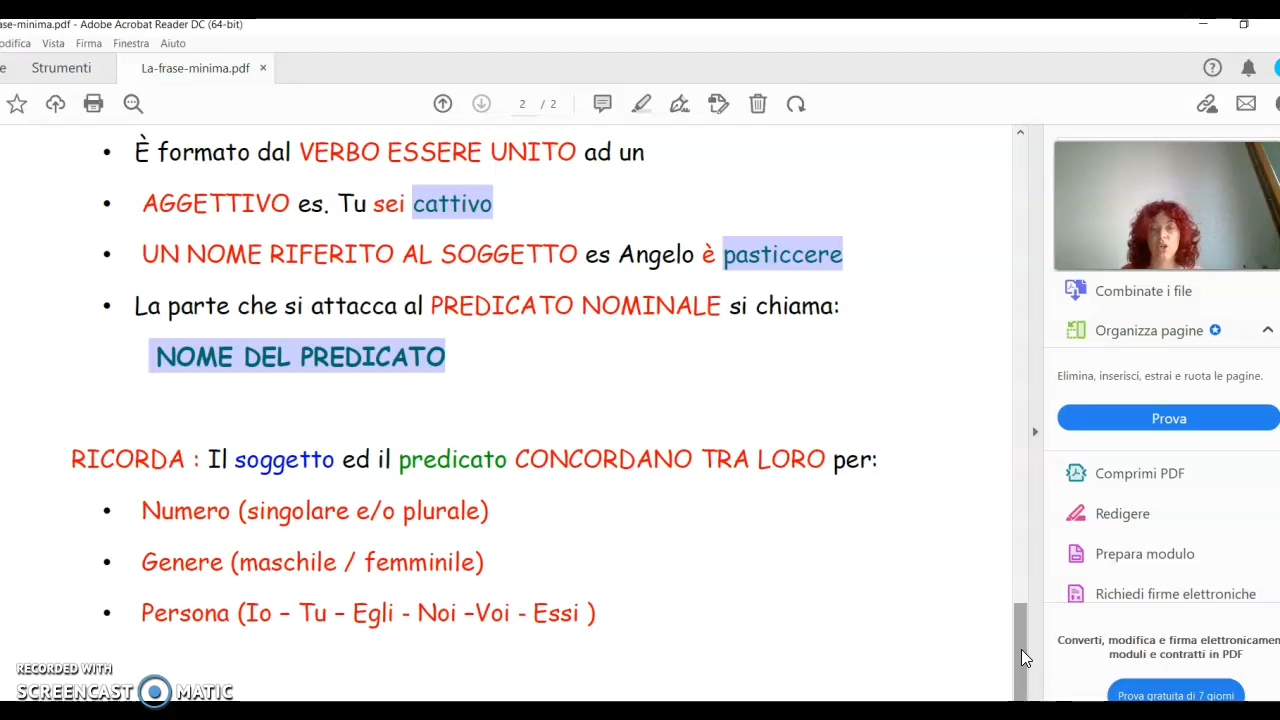 ase-minima.pdf - Adobe Acrobat Reader DC (64-bit)
odifica Vista Firma Finestra Aiuto
e Strumenti La-frase-minima.pdf ×
2 / 2
• È formato dal VERBO ESSERE UNITO ad un
• AGGETTIVO es. Tu sei cattivo
• UN NOME RIFERITO AL SOGGETTO es Angelo è pasticcere
• La parte che si attacca al PREDICATO NOMINALE si chiama:
NOME DEL PREDICATO
RICORDA : Il soggetto ed il predicato CONCORDANO TRA LORO per:
• Numero (singolare e/o plurale)
• Genere (maschile / femminile)
• Persona (Io – Tu – Egli - Noi –Voi - Essi )
Combinate i file
Organizza pagine
Elimina, inserisci, estrai e ruota le pagine.
Prova
Comprimi PDF
Redigere
Prepara modulo
Richiedi firme elettroniche
Converti, modifica e firma elettronicamen
moduli e contratti in PDF
Prova gratuita di 7 giorni
RECORDED WITH
SCREENCAST MATIC